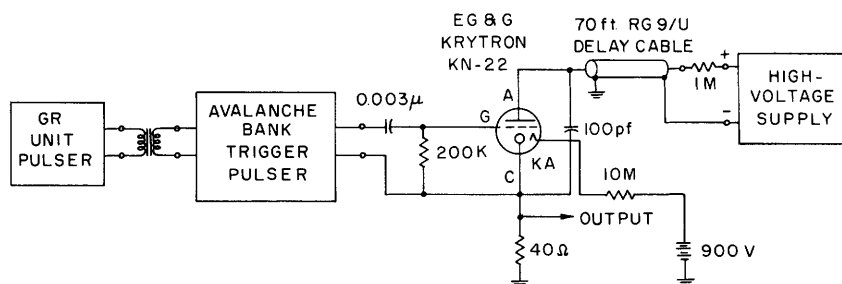 EG & G
KRYTRON
KN-22
70 ft. RG 9/U
DELAY CABLE
+
1M
HIGH-
VOLTAGE
SUPPLY
−
GR
UNIT
PULSER
AVALANCHE
BANK
TRIGGER
PULSER
0.003μ
200K
A
G
KA
C
100pf
10M
OUTPUT
40Ω
900 V